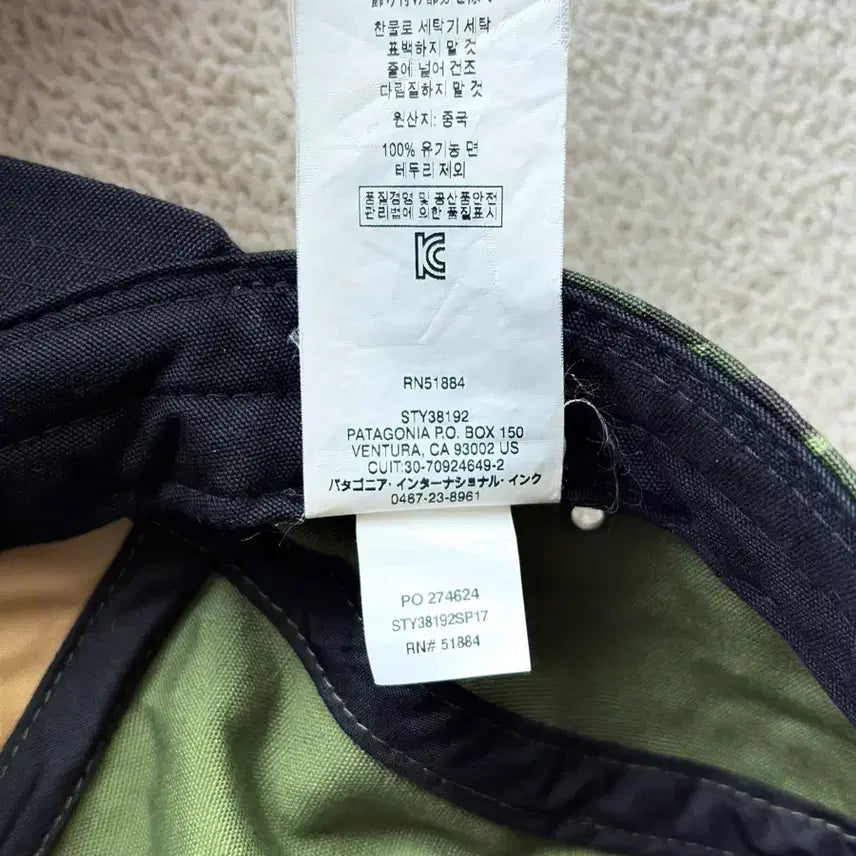 찬물로 세탁기 세탁
표백하지 말 것
줄에 널어 건조
다림질하지 말 것
원산지: 중국
100% 유기농 면
테두리 제외
품질경영 및 공산품안전
관리법에 의한 품질표시
RN51884
STY38192
PATAGONIA P.O. BOX 150
VENTURA, CA 93002 US
CUIT:30-70924649-2
パタゴニア・インターナショナル・インク
0487-23-8961
PO 274624
STY38192SP17
RN# 51884